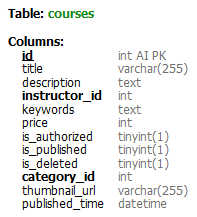 Table: courses
Columns:
id int AI PK
title varchar(255)
description text
instructor_id int
keywords text
price int
is_authorized tinyint(1)
is_published tinyint(1)
is_deleted tinyint(1)
category_id int
thumbnail_url varchar(255)
published_time datetime